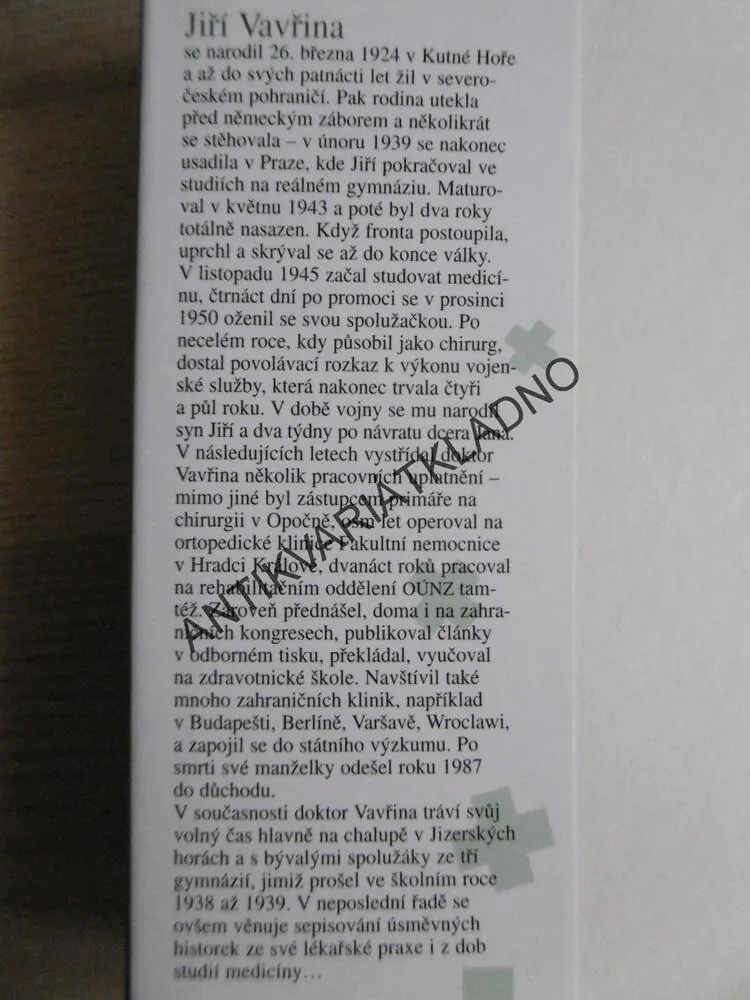 Jiří Vavřina
se narodil 26. března 1924 v Kutné Hoře
a až do svých patnácti let žil v severo-
českém pohraničí. Pak rodina utekla
před německým záborem a několikrát
se stěhovala – v únoru 1939 se nakonec
usadila v Praze, kde Jiří pokračoval ve
studiích na reálném gymnáziu. Maturo-
val v květnu 1943 a poté byl dva roky
totálně nasazen. Když fronta postoupila,
uprchl a skrýval se až do konce války.
V listopadu 1945 začal studovat medicí-
nu, čtrnáct dní po promoci se v prosinci
1950 oženil se svou spolužačkou. Po
necelém roce, kdy působil jako chirurg,
dostal povolávací rozkaz k výkonu vojen-
ské služby, která nakonec trvala čtyři
a půl roku. V době vojny se mu narodil
syn Jiří a dva týdny po návratu dcera Jana.
V následujících letech vystřídal doktor
Vavřina několik pracovních uplatnění –
mimo jiné byl zástupcem primáře na
chirurgii v Opočně, osm let operoval na
ortopedické klinice Fakultní nemocnice
v Hradci Králové, dvanáct roků pracoval
na rehabilitačním oddělení OÚNZ tam-
též. Zároveň přednášel, doma i na zahra-
ničních kongresech, publikoval články
v odborném tisku, překládal, vyučoval
na zdravotnické škole. Navštívil také
mnoho zahraničních klinik, například
v Budapešti, Berlíně, Varšavě, Wroclawi,
a zapojil se do státního výzkumu. Po
smrti své manželky odešel roku 1987
do důchodu.
V současnosti doktor Vavřina tráví svůj
volný čas hlavně na chalupě v Jizerských
horách a s bývalými spolužáky ze tří
gymnázií, jimiž prošel ve školním roce
1938 až 1939. V neposlední řadě se
ovšem věnuje sepisování úsměvných
historek ze své lékařské praxe i z dob
studií medicíny…
ANTIKVARIATKLADNO